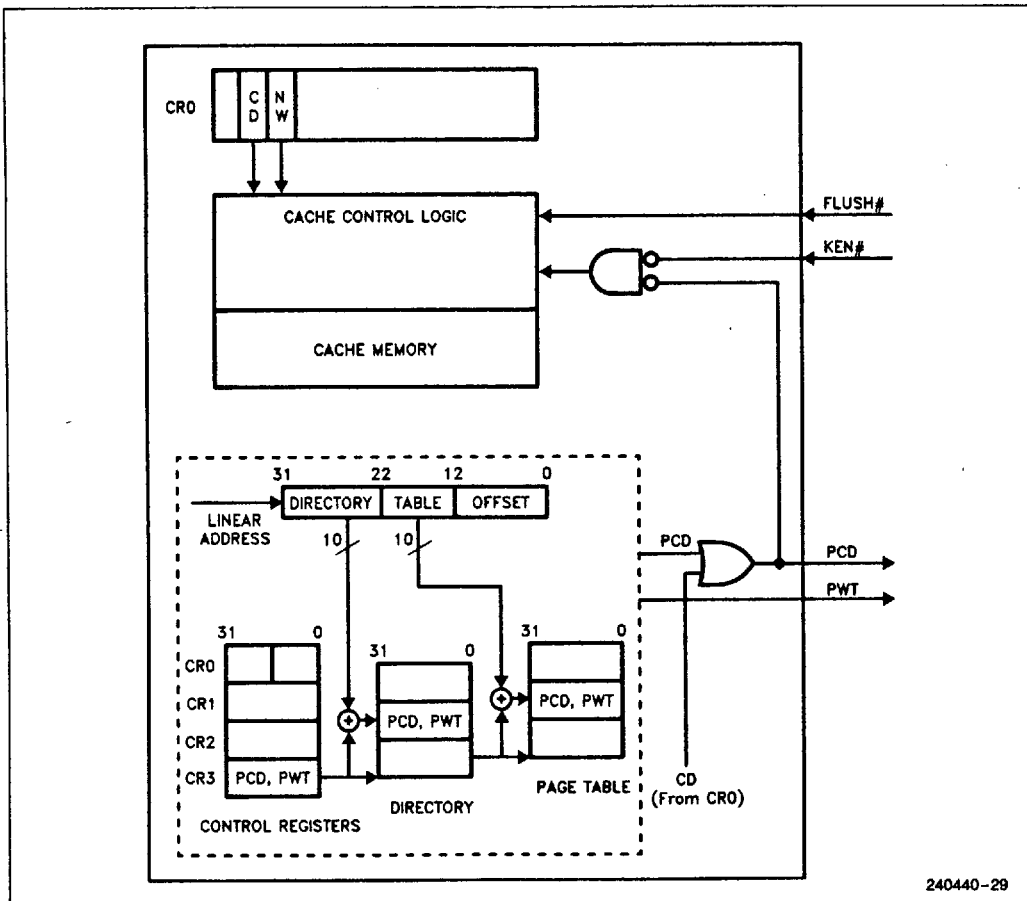 CR0
CD
NW
CACHE CONTROL LOGIC
FLUSH#
KEN#
CACHE MEMORY
31 22 12 0
DIRECTORY TABLE OFFSET
LINEAR
ADDRESS
10 10
PCD
PCD
PWT
31 0
31 0
31 0
CR0
CR1
PCD, PWT
PCD, PWT
CR2
CR3
PCD, PWT
PAGE TABLE
CD
(From CR0)
DIRECTORY
CONTROL REGISTERS
240440-29